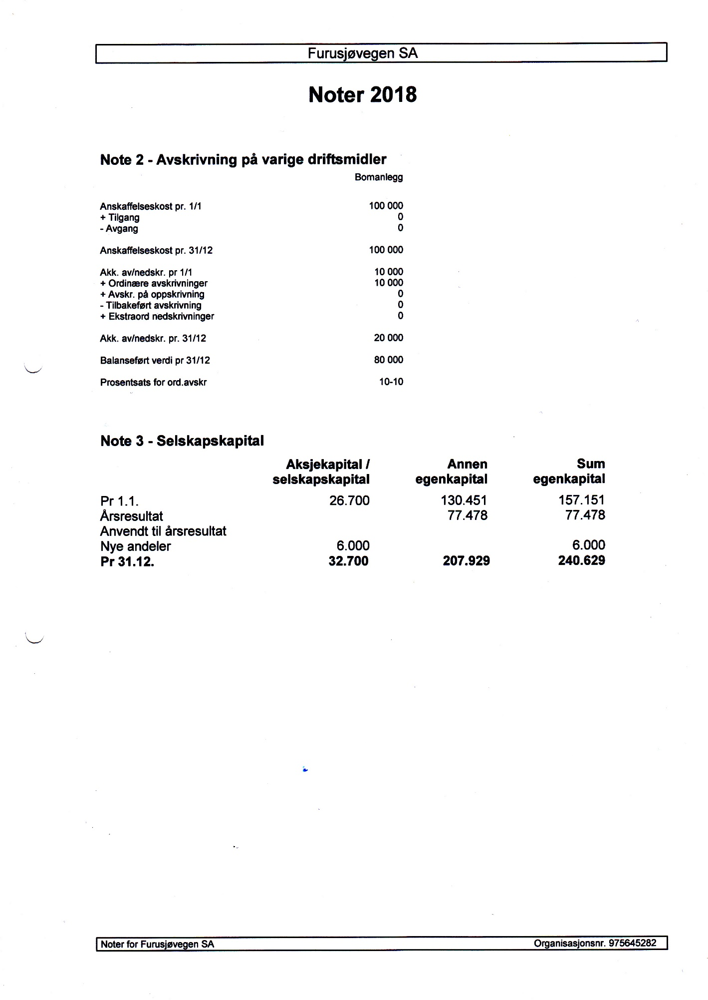 Furusjøvegen SA
Noter 2018
Note 2 - Avskrivning på varige driftsmidler
Bomanlegg
Anskaffelseskost pr. 1/1 100 000
+ Tilgang 0
- Avgang 0
Anskaffelseskost pr. 31/12 100 000
Akk. av/nedskr. pr 1/1 10 000
+ Ordinære avskrivninger 10 000
+ Avskr. på oppskrivning 0
- Tilbakeført avskrivning 0
+ Ekstraord nedskrivninger 0
Akk. av/nedskr. pr. 31/12 20 000
Balanseført verdi pr 31/12 80 000
Prosentsats for ord.avskr 10-10
Note 3 - Selskapskapital
Aksjekapital / Annen Sum
selskapskapital egenkapital egenkapital
Pr 1.1. 26.700 130.451 157.151
Årsresultat 77.478 77.478
Anvendt til årsresultat
Nye andeler 6.000 6.000
Pr 31.12. 32.700 207.929 240.629
Noter for Furusjøvegen SA Organisasjonsnr. 975645282